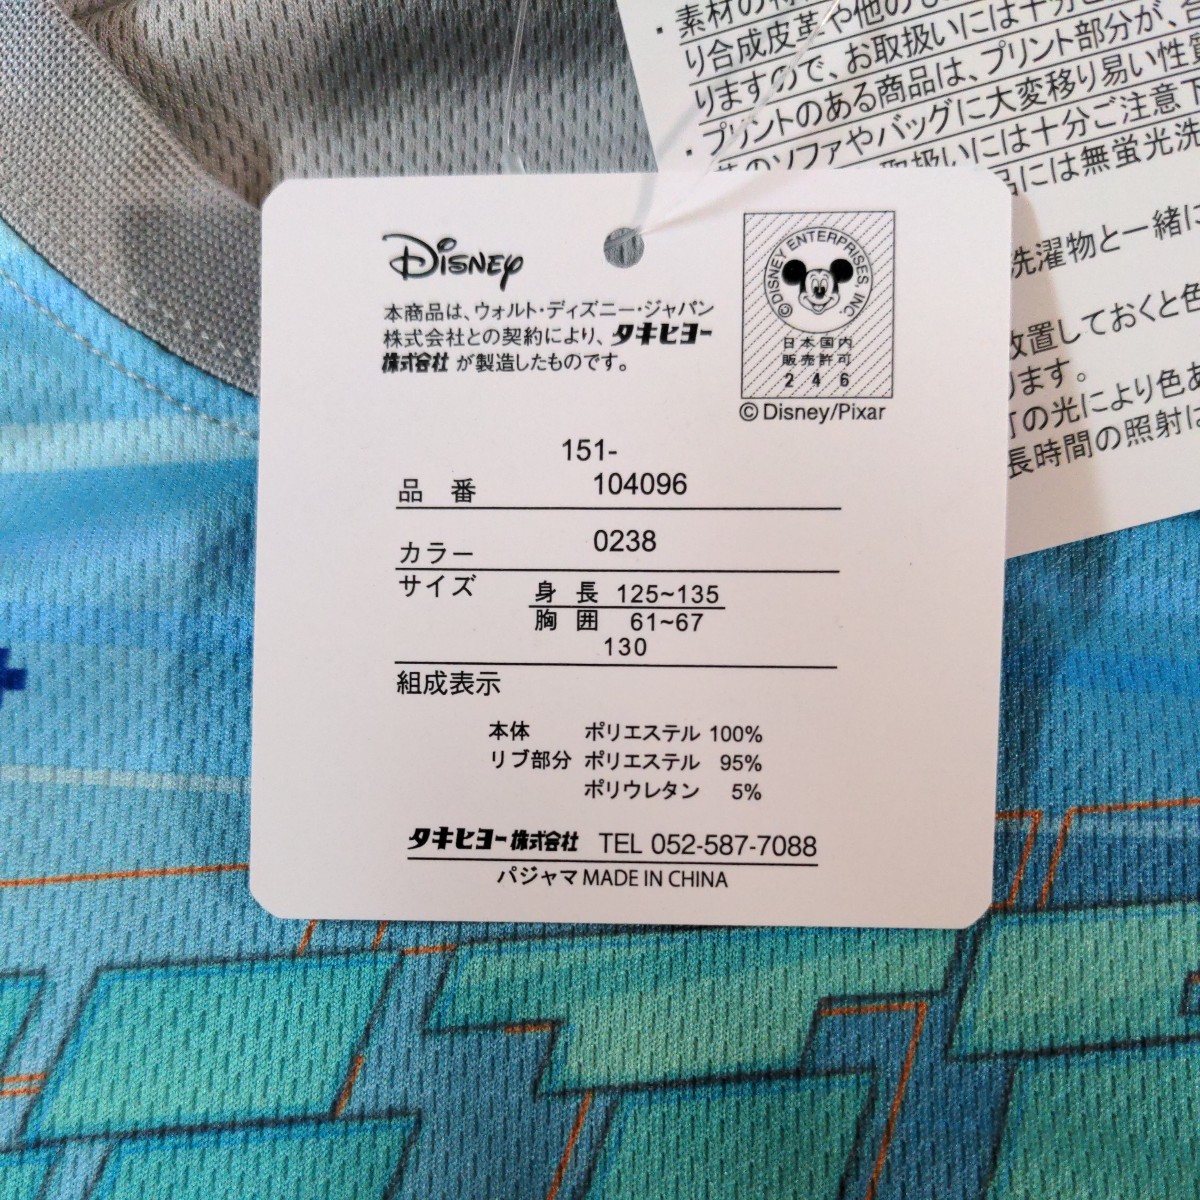 ・素材の特
り合成皮革や他の
りますので、お取扱いには十分
プリントのある商品は、プリント部分が、合
ソファやバッグに大変移り易い性質
・取扱いには十分ご注意下
品には無蛍光洗
洗濯物と一緒に
放置しておくと色
ります。
灯の光により色あ
長時間の照射は
Disney
本商品は、ウォルト・ディズニー・ジャパン
株式会社との契約により、タキヒヨー
株式会社が製造したものです。
©DISNEY ENTERPRISES, INC.
日本国内
販売許可
246
©Disney/Pixar
151-
品番 104096
カラー 0238
サイズ 身長 125~135
胸囲 61~67
130
組成表示
本体 ポリエステル 100%
リブ部分 ポリエステル 95%
ポリウレタン 5%
タキヒヨー株式会社 TEL 052-587-7088
パジャマ MADE IN CHINA